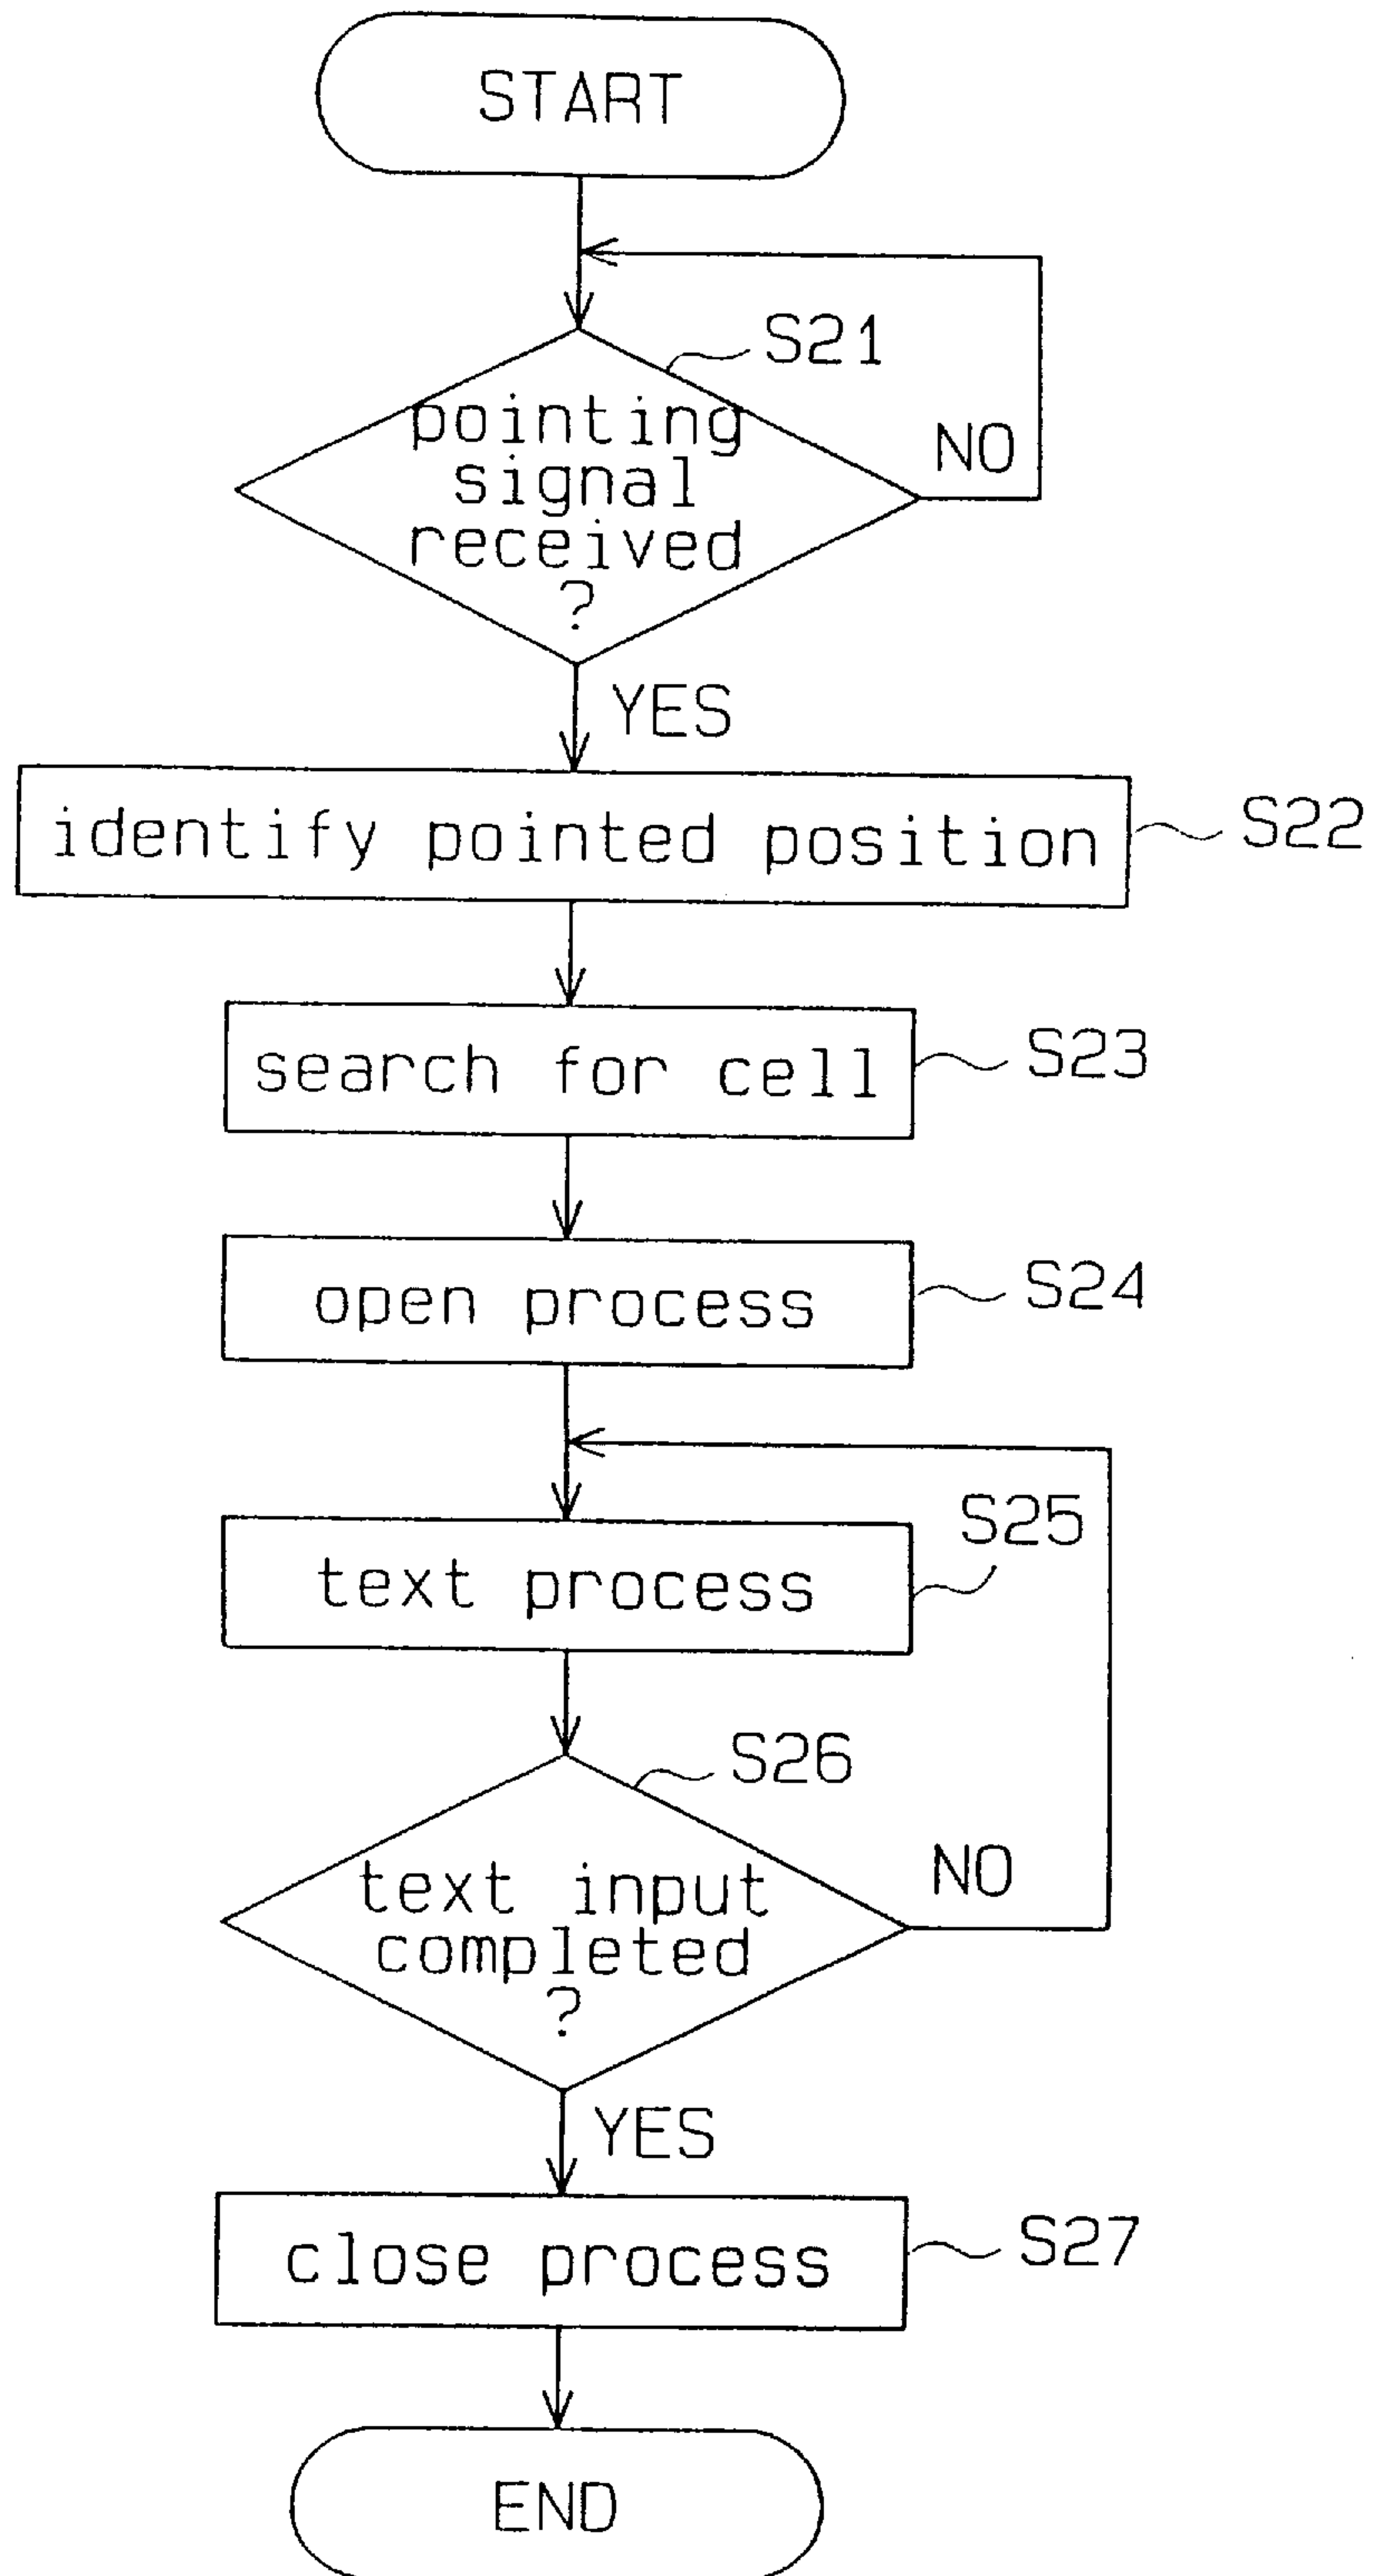 START
S21
pointing
signal
received
?
NO
YES
identify pointed position
S22
search for cell
S23
open process
S24
S25
text process
S26
text input
completed
?
NO
YES
close process
S27
END